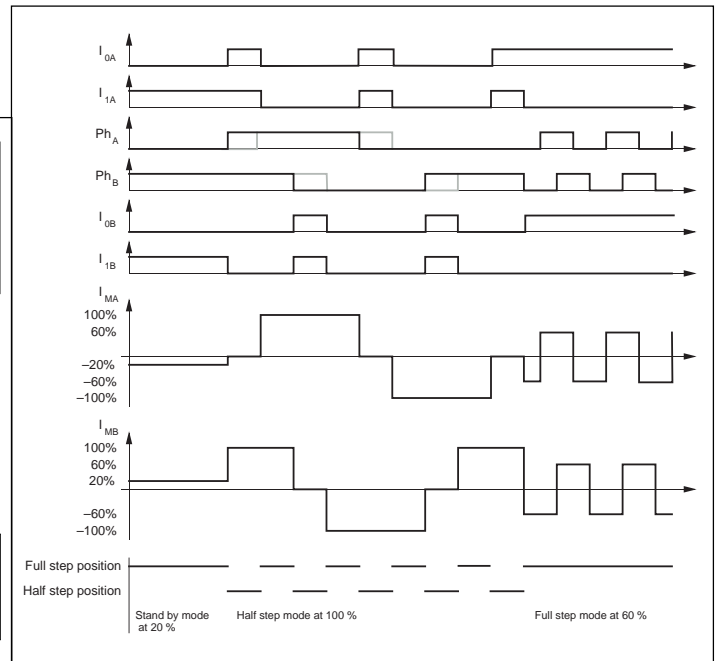 I0A
I1A
PhA
PhB
I0B
I1B
IMA
100%
60%
–20%
–60%
–100%
IMB
100%
60%
20%
–60%
–100%
Full step position
Half step position
Stand by mode
at 20 %
Half step mode at 100 %
Full step mode at 60 %